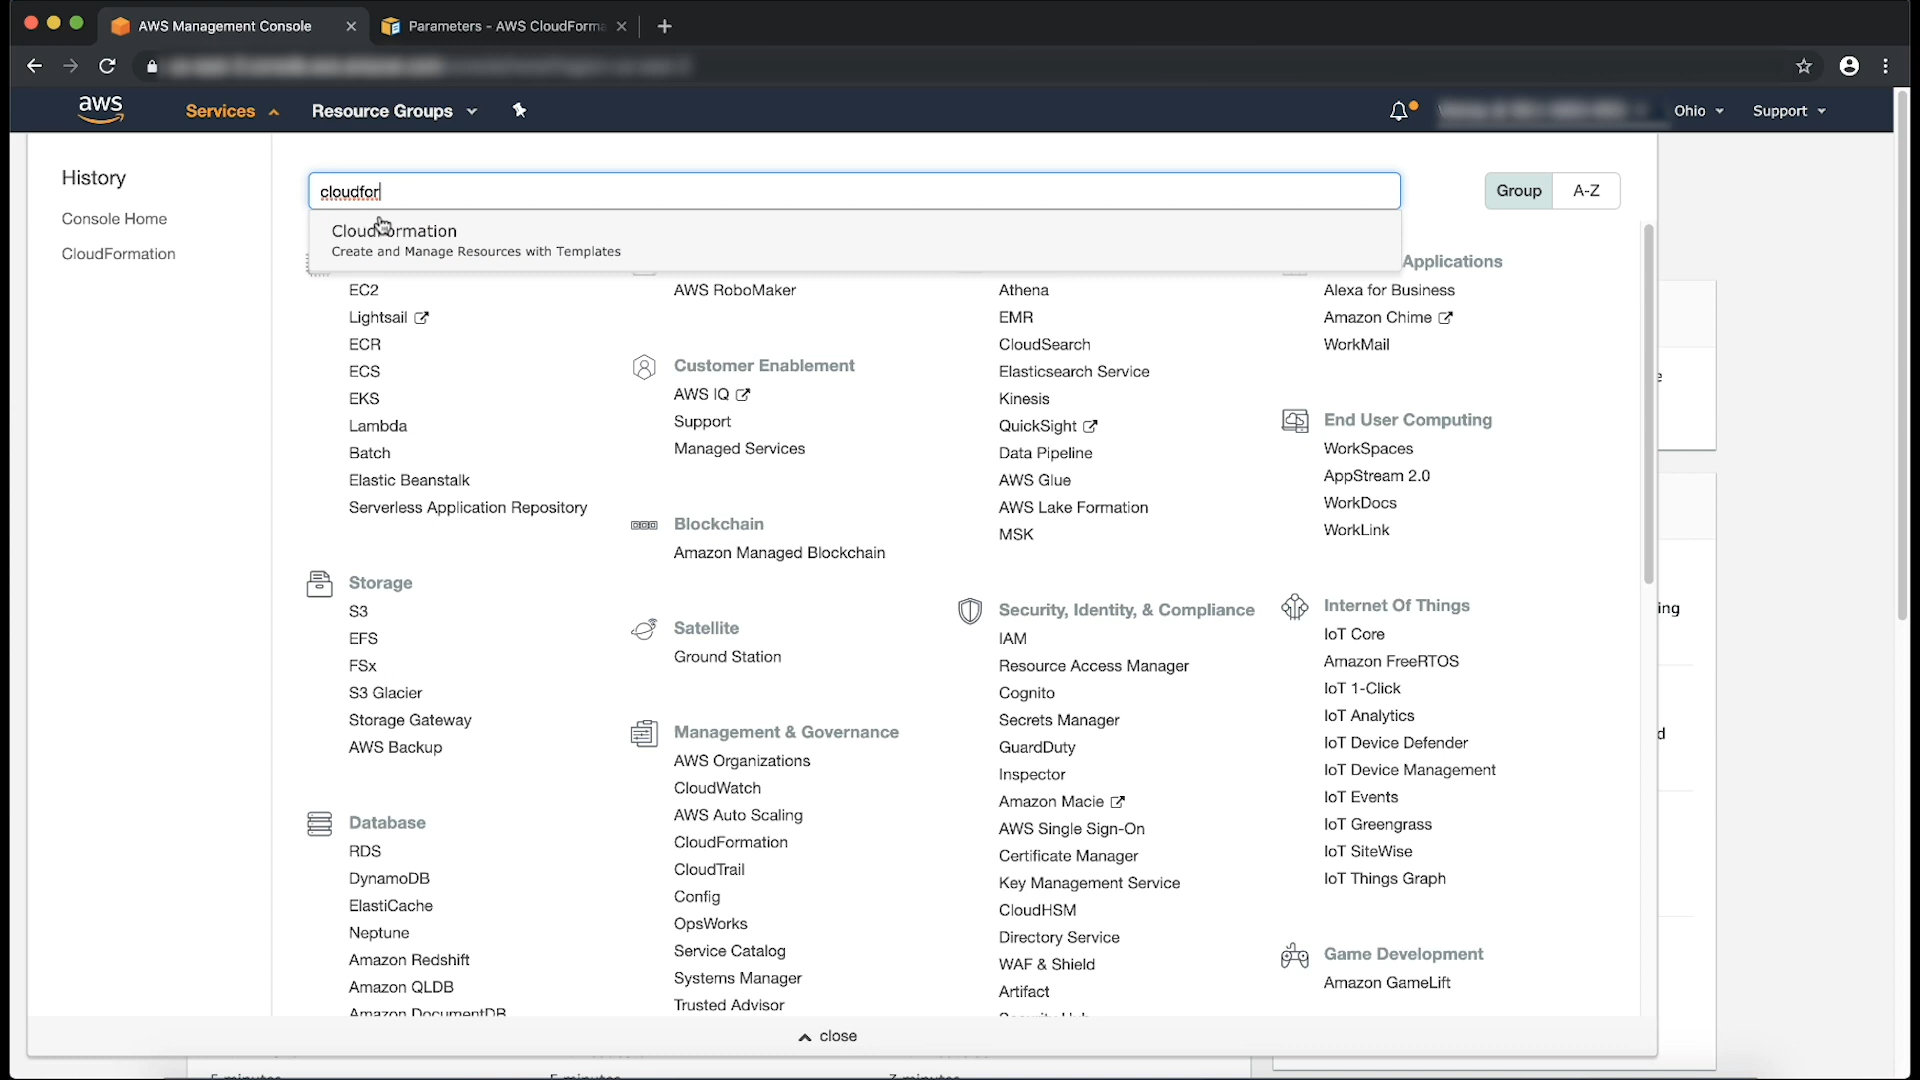 AWS Management Console
Parameters - AWS CloudForma
aws
Services
Resource Groups
Ohio
Support
History
Console Home
CloudFormation
cloudfor
Group
A-Z
CloudFormation
Create and Manage Resources with Templates
EC2
Lightsail
ECR
ECS
EKS
Lambda
Batch
Elastic Beanstalk
Serverless Application Repository
Storage
S3
EFS
FSx
S3 Glacier
Storage Gateway
AWS Backup
Database
RDS
DynamoDB
ElastiCache
Neptune
Amazon Redshift
Amazon QLDB
Amazon DocumentDB
AWS RoboMaker
Customer Enablement
AWS IQ
Support
Managed Services
Blockchain
Amazon Managed Blockchain
Satellite
Ground Station
Management & Governance
AWS Organizations
CloudWatch
AWS Auto Scaling
CloudFormation
CloudTrail
Config
OpsWorks
Service Catalog
Systems Manager
Trusted Advisor
Athena
EMR
CloudSearch
Elasticsearch Service
Kinesis
QuickSight
Data Pipeline
AWS Glue
AWS Lake Formation
MSK
Security, Identity, & Compliance
IAM
Resource Access Manager
Cognito
Secrets Manager
GuardDuty
Inspector
Amazon Macie
AWS Single Sign-On
Certificate Manager
Key Management Service
CloudHSM
Directory Service
WAF & Shield
Artifact
Applications
Alexa for Business
Amazon Chime
WorkMail
End User Computing
WorkSpaces
AppStream 2.0
WorkDocs
WorkLink
Internet Of Things
IoT Core
Amazon FreeRTOS
IoT 1-Click
IoT Analytics
IoT Device Defender
IoT Device Management
IoT Events
IoT Greengrass
IoT SiteWise
IoT Things Graph
Game Development
Amazon GameLift
e
ing
d
close